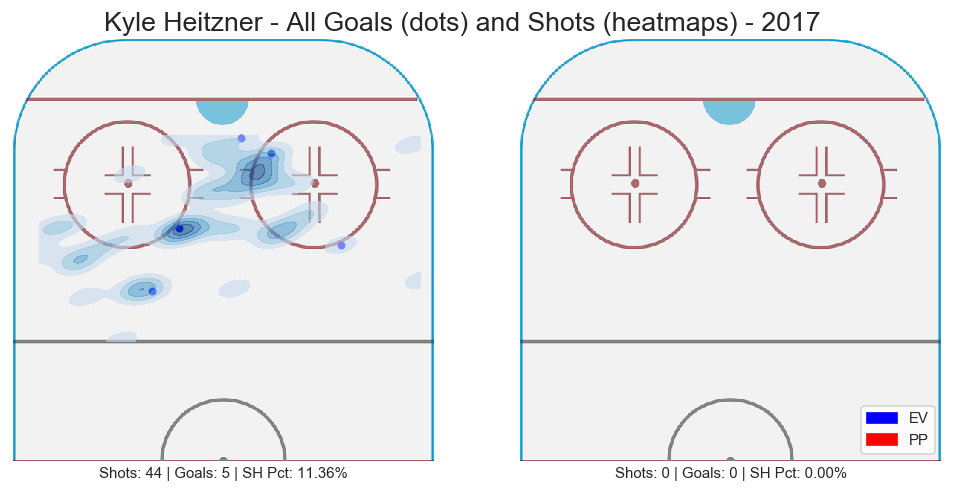 Kyle Heitzner - All Goals (dots) and Shots (heatmaps) - 2017
EV
PP
Shots: 44 | Goals: 5 | SH Pct: 11.36%
Shots: 0 | Goals: 0 | SH Pct: 0.00%